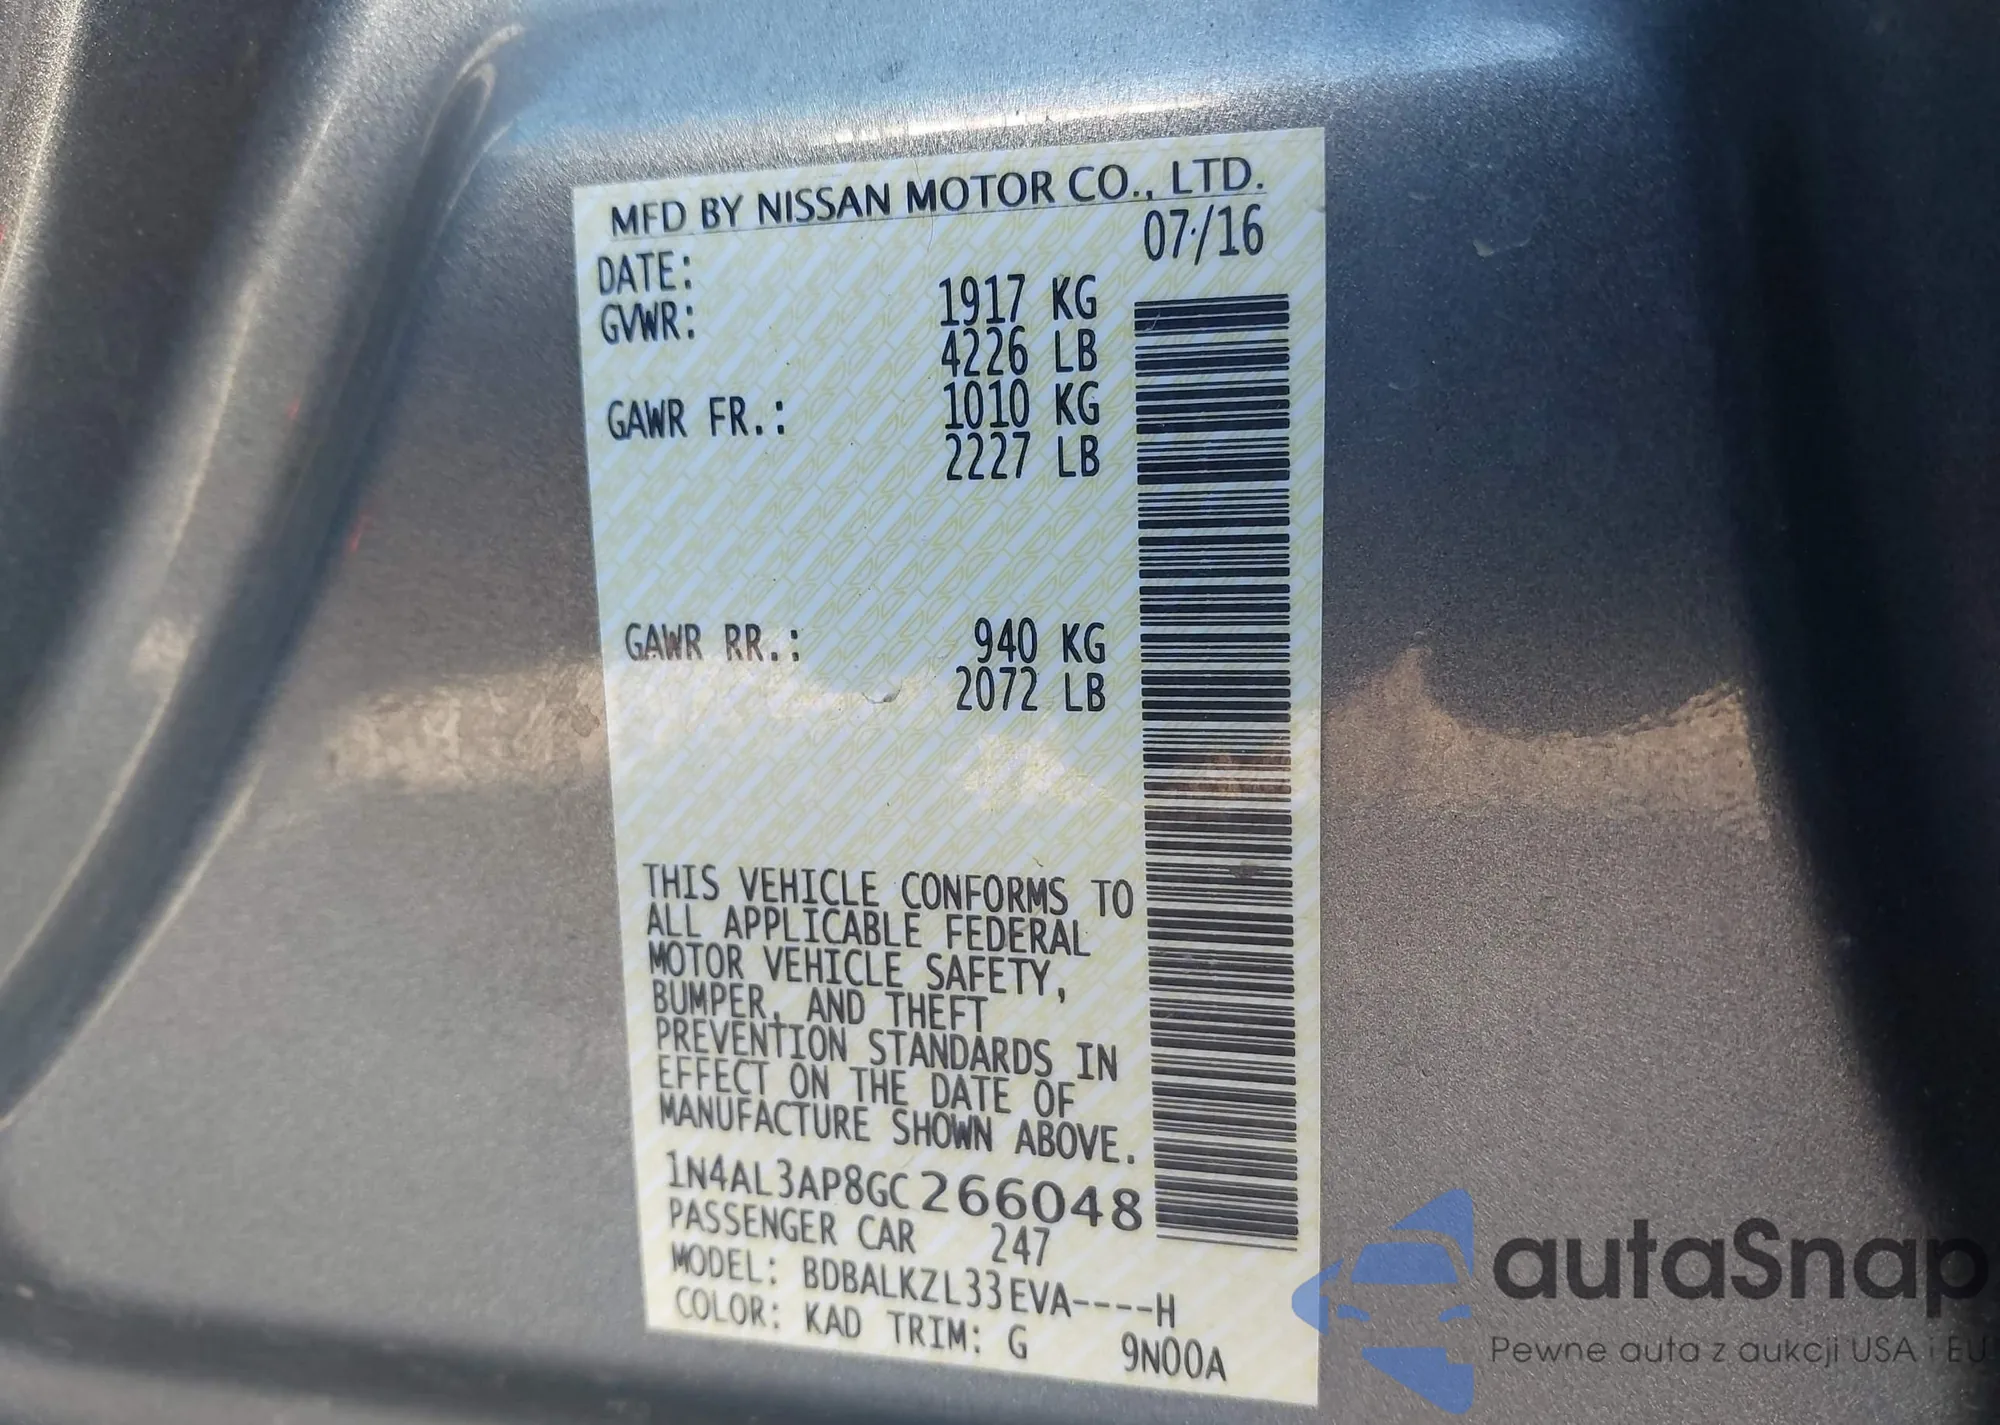 MFD BY NISSAN MOTOR CO., LTD.
DATE: 07/16
GVWR: 1917 KG
4226 LB
GAWR FR.: 1010 KG
2227 LB
GAWR RR.: 940 KG
2072 LB
THIS VEHICLE CONFORMS TO
ALL APPLICABLE FEDERAL
MOTOR VEHICLE SAFETY,
BUMPER, AND THEFT
PREVENTION STANDARDS IN
EFFECT ON THE DATE OF
MANUFACTURE SHOWN ABOVE.
1N4AL3AP8GC266048
PASSENGER CAR 247
MODEL: BDBALKZL33EVA----H
COLOR: KAD TRIM: G 9N00A
autaSnap
Pewne auta z aukcji USA i EU